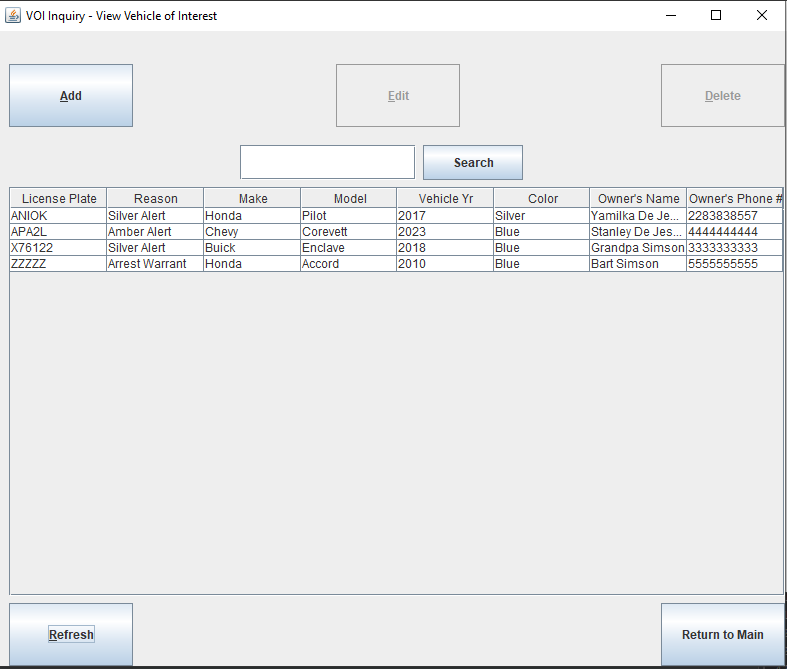 VOI Inquiry - View Vehicle of Interest
Add Edit Delete
Search
License Plate Reason Make Model Vehicle Yr Color Owner's Name Owner's Phone #
ANIOK Silver Alert Honda Pilot 2017 Silver Yamilka De Je... 2283838557
APA2L Amber Alert Chevy Corevett 2023 Blue Stanley De Jes... 4444444444
X76122 Silver Alert Buick Enclave 2018 Blue Grandpa Simson 3333333333
ZZZZZ Arrest Warrant Honda Accord 2010 Blue Bart Simson 5555555555
Refresh Return to Main